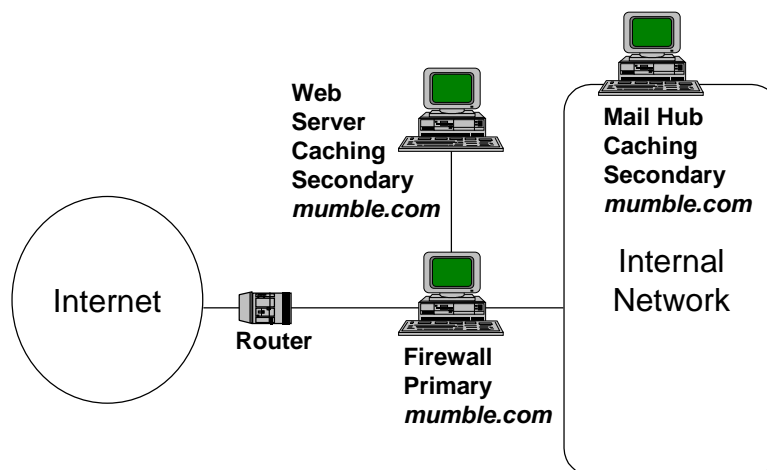 Web
Server
Caching
Secondary
mumble.com
Mail Hub
Caching
Secondary
mumble.com
Internet
Router
Firewall
Primary
mumble.com
Internal
Network